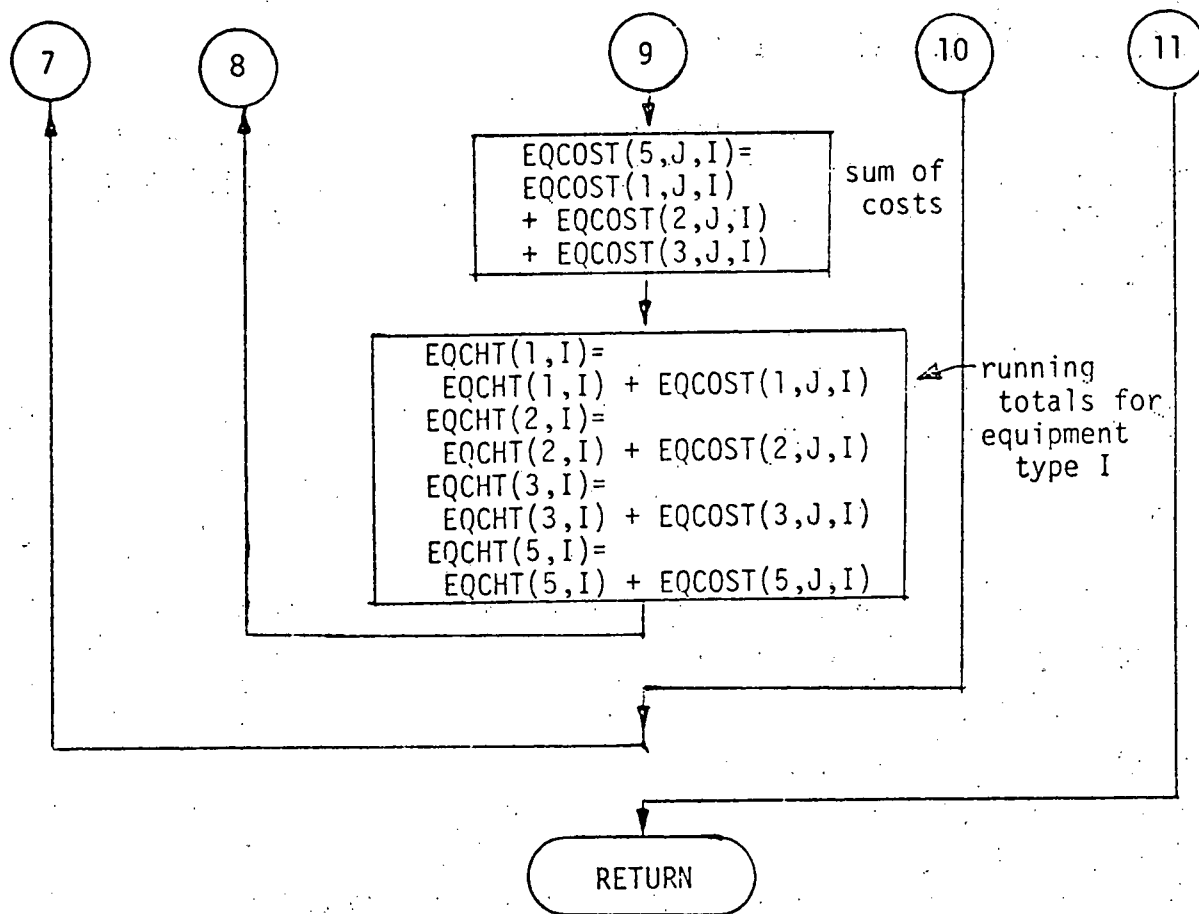 7
8
9
10
11
EQCOST(5,J,I)=
EQCOST(1,J,I)
+ EQCOST(2,J,I)
+ EQCOST(3,J,I)
sum of
costs
EQCHT(1,I)=
EQCHT(1,I) + EQCOST(1,J,I)
EQCHT(2,I)=
EQCHT(2,I) + EQCOST(2,J,I)
EQCHT(3,I)=
EQCHT(3,I) + EQCOST(3,J,I)
EQCHT(5,I)=
EQCHT(5,I) + EQCOST(5,J,I)
running
totals for
equipment
type I
RETURN